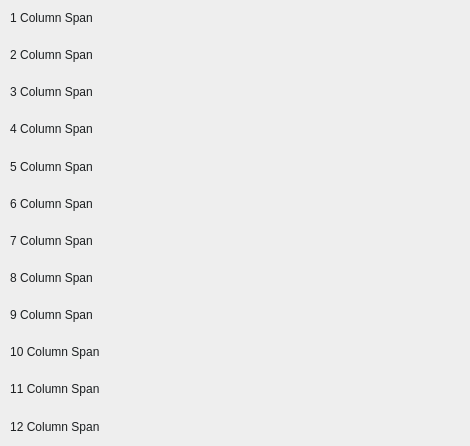 1 Column Span
2 Column Span
3 Column Span
4 Column Span
5 Column Span
6 Column Span
7 Column Span
8 Column Span
9 Column Span
10 Column Span
11 Column Span
12 Column Span